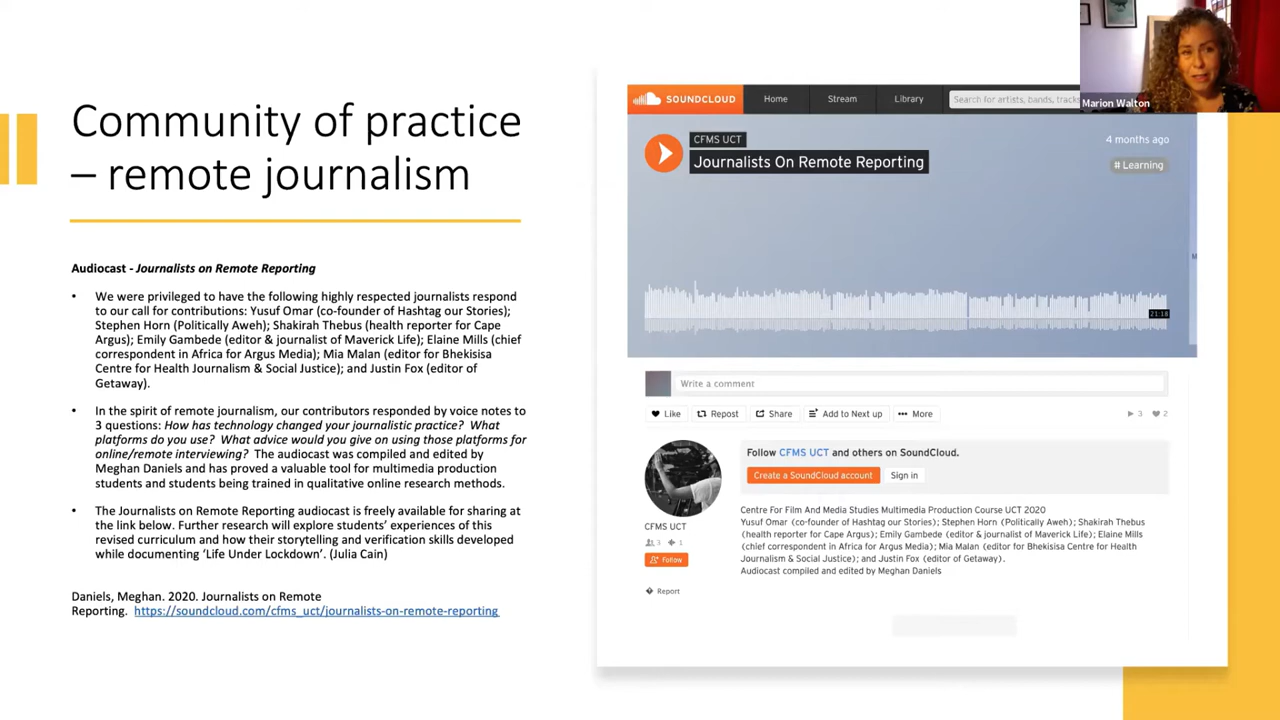 Community of practice
– remote journalism
Audiocast - Journalists on Remote Reporting
• We were privileged to have the following highly respected journalists respond
to our call for contributions: Yusuf Omar (co-founder of Hashtag our Stories);
Stephen Horn (Politically Aweh); Shakirah Thebus (health reporter for Cape
Argus); Emily Gambede (editor & journalist of Maverick Life); Elaine Mills (chief
correspondent in Africa for Argus Media); Mia Malan (editor for Bhekisisa
Centre for Health Journalism & Social Justice); and Justin Fox (editor of
Getaway).
• In the spirit of remote journalism, our contributors responded by voice notes to
3 questions: How has technology changed your journalistic practice? What
platforms do you use? What advice would you give on using those platforms for
online/remote interviewing? The audiocast was compiled and edited by
Meghan Daniels and has proved a valuable tool for multimedia production
students and students being trained in qualitative online research methods.
• The Journalists on Remote Reporting audiocast is freely available for sharing at
the link below. Further research will explore students’ experiences of this
revised curriculum and how their storytelling and verification skills developed
while documenting ‘Life Under Lockdown’. (Julia Cain)
Daniels, Meghan. 2020. Journalists on Remote
Reporting. https://soundcloud.com/cfms_uct/journalists-on-remote-reporting
SOUNDCLOUD Home Stream Library Search for artists, bands, tracks
CFMS UCT 4 months ago
Journalists On Remote Reporting
# Learning
M
21:18
Write a comment
Like Repost Share Add to Next up More 3 2
Follow CFMS UCT and others on SoundCloud.
Create a SoundCloud account Sign in
CFMS UCT
3 1
Follow
Report
Centre For Film And Media Studies Multimedia Production Course UCT 2020
Yusuf Omar (co-founder of Hashtag our Stories); Stephen Horn (Politically Aweh); Shakirah Thebus
(health reporter for Cape Argus); Emily Gambede (editor & journalist of Maverick Life); Elaine Mills
(chief correspondent in Africa for Argus Media); Mia Malan (editor for Bhekisisa Centre for Health
Journalism & Social Justice); and Justin Fox (editor of Getaway).
Audiocast compiled and edited by Meghan Daniels
Marion Walton